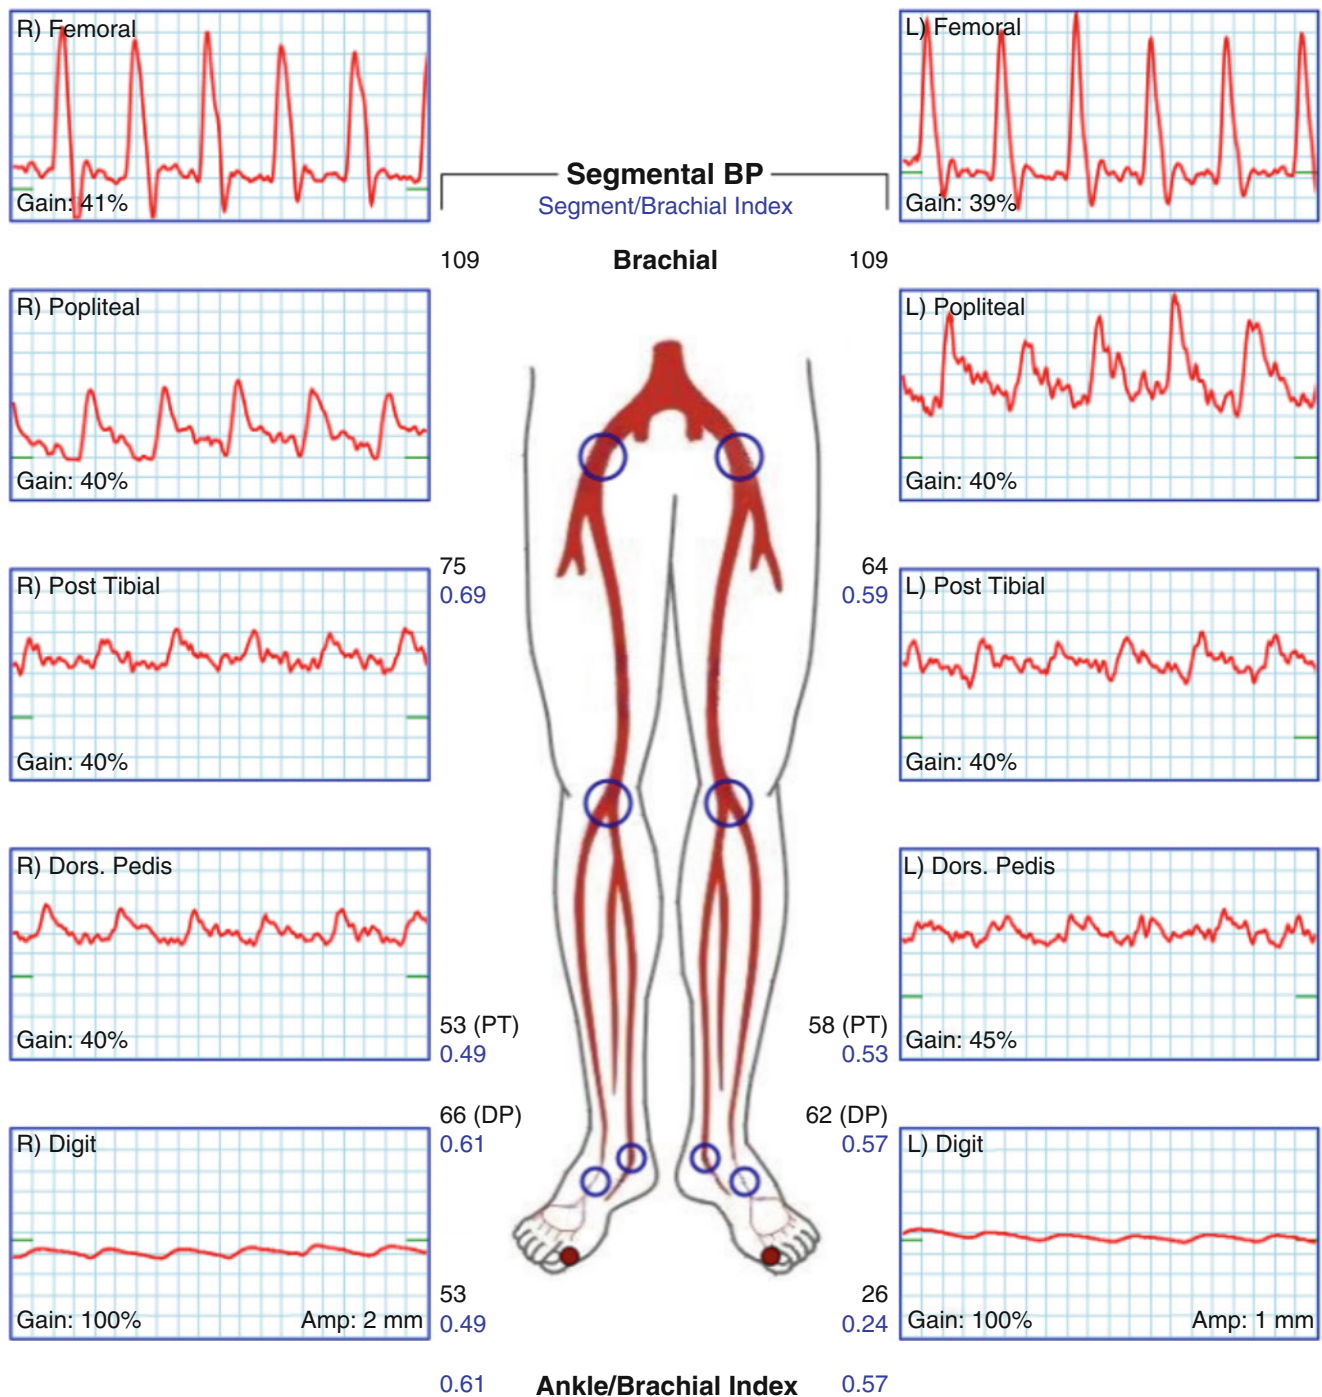 R) Femoral
Gain: 41%
L) Femoral
Gain: 39%
Segmental BP
Segment/Brachial Index
109 Brachial 109
R) Popliteal
Gain: 40%
L) Popliteal
Gain: 40%
75
0.69
64
0.59
R) Post Tibial
Gain: 40%
L) Post Tibial
Gain: 40%
R) Dors. Pedis
Gain: 40%
L) Dors. Pedis
Gain: 45%
53 (PT)
0.49
58 (PT)
0.53
66 (DP)
0.61
62 (DP)
0.57
R) Digit
Gain: 100% Amp: 2 mm
L) Digit
Gain: 100% Amp: 1 mm
53
0.49
26
0.24
0.61 Ankle/Brachial Index 0.57